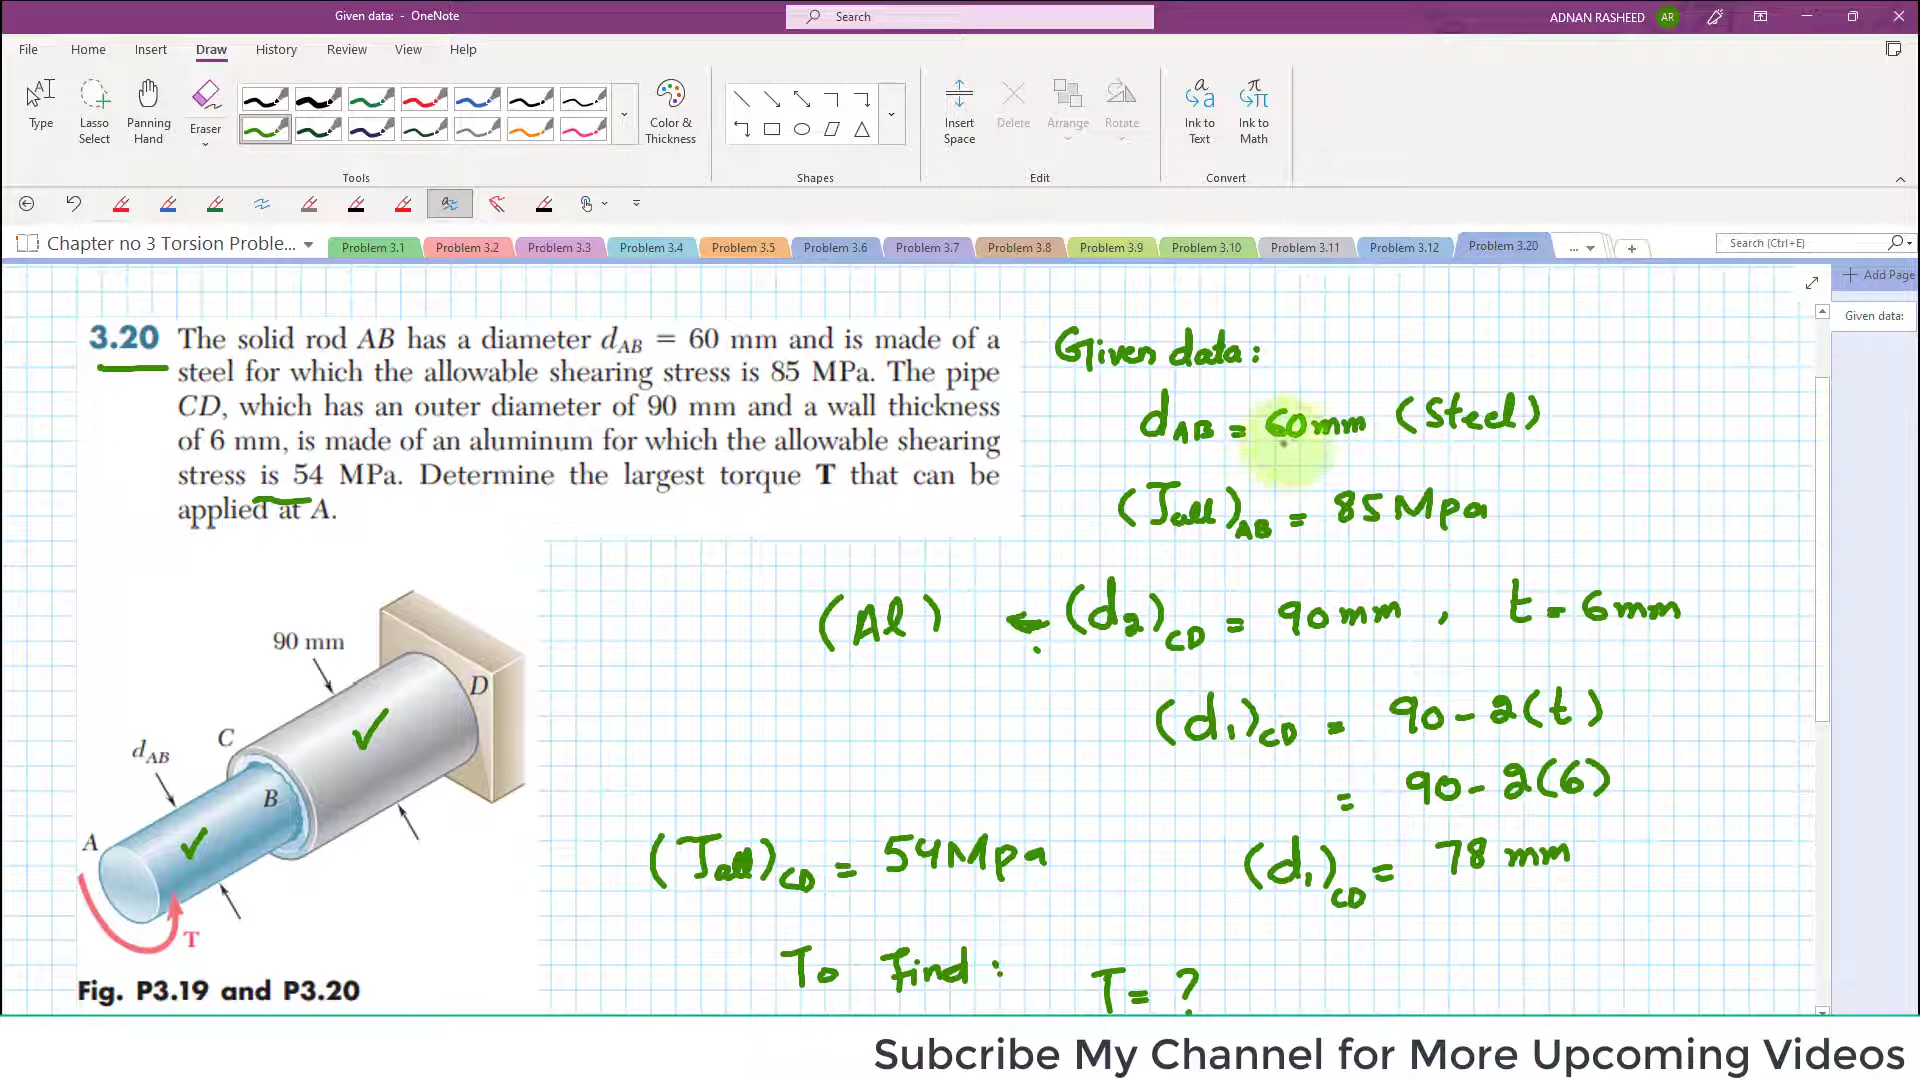 Given data: - OneNote
Search
ADNAN RASHEED AR
File Home Insert Draw History Review View Help
Type
Lasso Select
Panning Hand
Eraser
Color & Thickness
Insert Space
Delete
Arrange
Rotate
Ink to Text
Ink to Math
Tools
Shapes
Edit
Convert
Chapter no 3 Torsion Proble...
Problem 3.1
Problem 3.2
Problem 3.3
Problem 3.4
Problem 3.5
Problem 3.6
Problem 3.7
Problem 3.8
Problem 3.9
Problem 3.10
Problem 3.11
Problem 3.12
Problem 3.20
...
Search (Ctrl+E)
Add Page
Given data:
3.20 The solid rod AB has a diameter dAB = 60 mm and is made of a
steel for which the allowable shearing stress is 85 MPa. The pipe
CD, which has an outer diameter of 90 mm and a wall thickness
of 6 mm, is made of an aluminum for which the allowable shearing
stress is 54 MPa. Determine the largest torque T that can be
applied at A.
Given data:
dAB = 60mm (Steel)
(Tall)AB = 85Mpa
(Al) ← (d2)CD = 90mm , t = 6mm
(d1)CD = 90 - 2(t)
= 90 - 2(6)
(Tall)CD = 54Mpa
(d1)CD = 78 mm
To Find :
T = ?
90 mm
D
C
dAB
B
A
T
Fig. P3.19 and P3.20
Subcribe My Channel for More Upcoming Videos